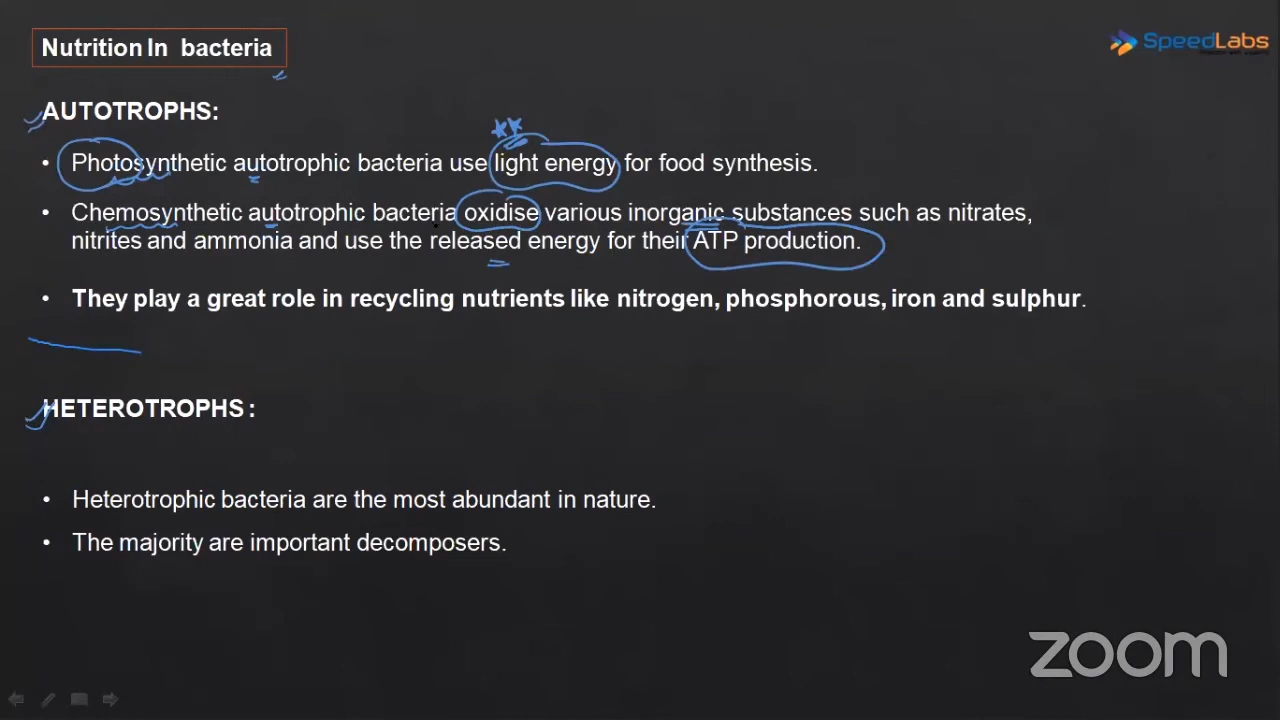 Nutrition In bacteria
SpeedLabs
AUTOTROPHS:
• Photosynthetic autotrophic bacteria use light energy for food synthesis.
• Chemosynthetic autotrophic bacteria oxidise various inorganic substances such as nitrates,
nitrites and ammonia and use the released energy for their ATP production.
• They play a great role in recycling nutrients like nitrogen, phosphorous, iron and sulphur.
HETEROTROPHS :
• Heterotrophic bacteria are the most abundant in nature.
• The majority are important decomposers.
zoom